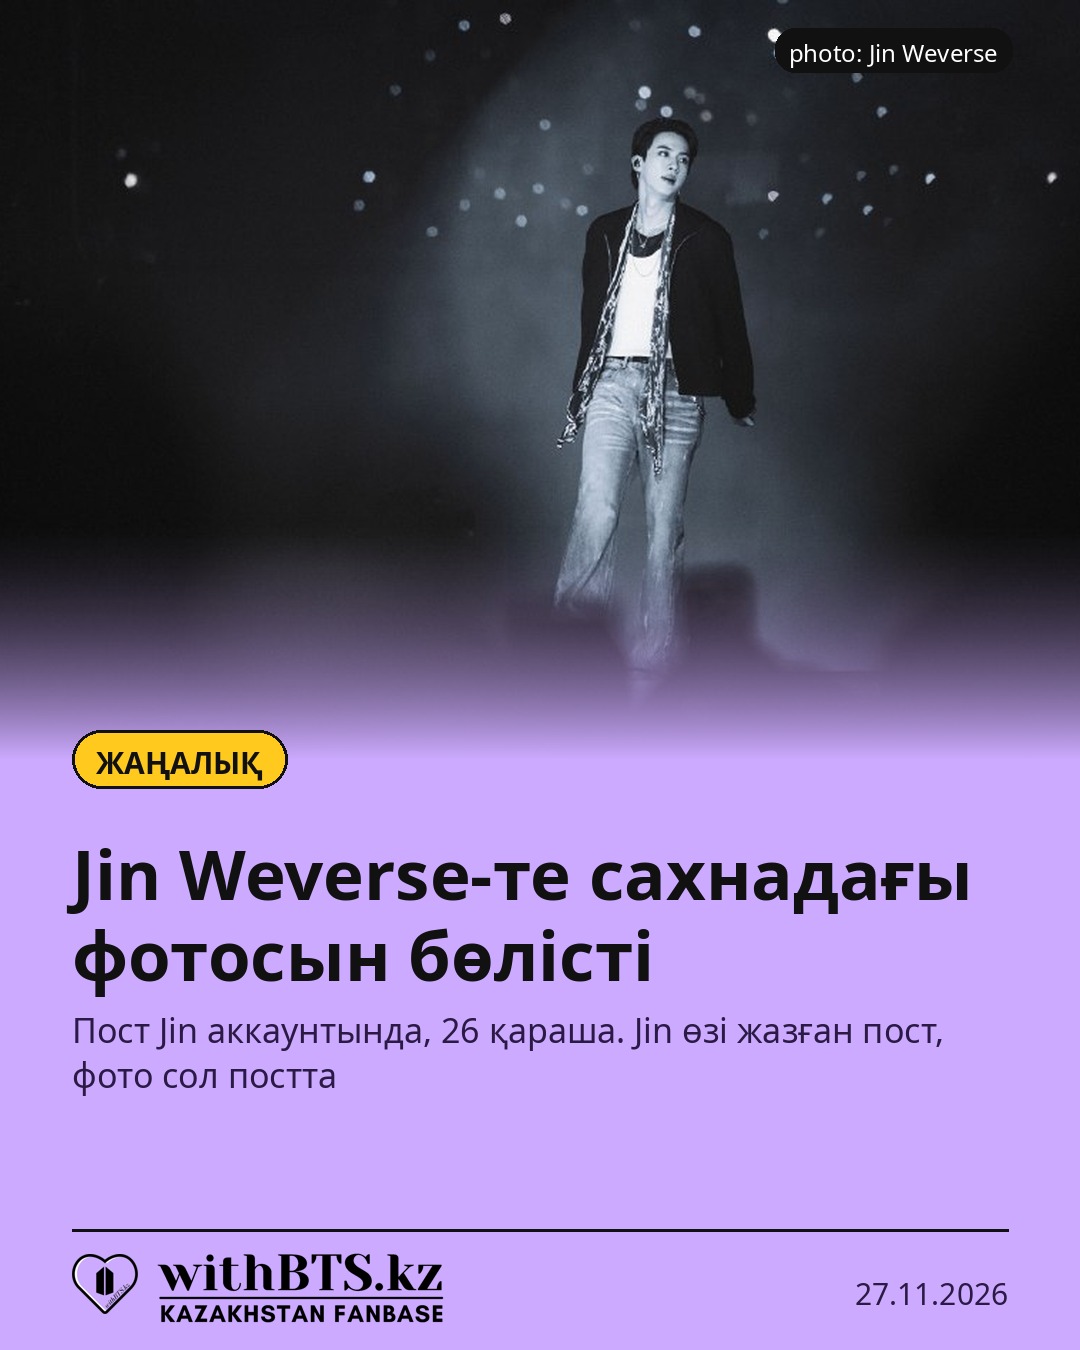 photo: Jin Weverse
ЖАҢАЛЫҚ
Jin Weverse-те сахнадағы
фотосын бөлісті
Пост Jin аккаунтында, 26 қараша. Jin өзі жазған пост,
фото сол постта
withBTS.kz
KAZAKHSTAN FANBASE
27.11.2026